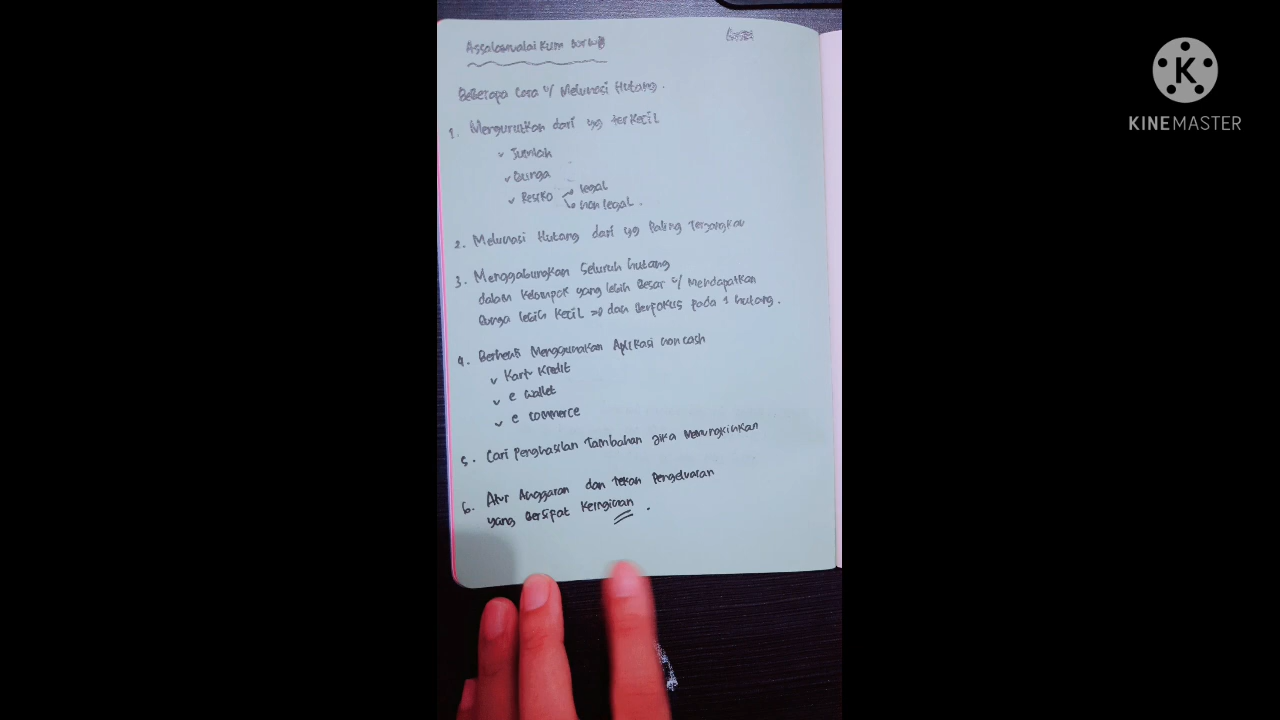 Assalamualaikum
Beberapa Cara u/ Melunasi Hutang.
1. Mengurutkan dari yg terkecil
v Jumlah
v Bunga
v Resiko legal
non legal.
2. Melunasi Hutang dari yg Paling Terjangkau
3. Menggabungkan Seluruh hutang
dalam Kelompok yang lebih Besar u/ Mendapatkan
Bunga lebih Kecil => dan Berfokus pada 1 hutang.
4. Berhenti Menggunakan Aplikasi non cash
v Kartu Kredit
v e wallet
v e commerce
5. Cari Penghasilan Tambahan jika Memungkinkan
6. Atur Anggaran dan tekan Pengeluaran
yang Bersifat Keinginan.
K
KINEMASTER